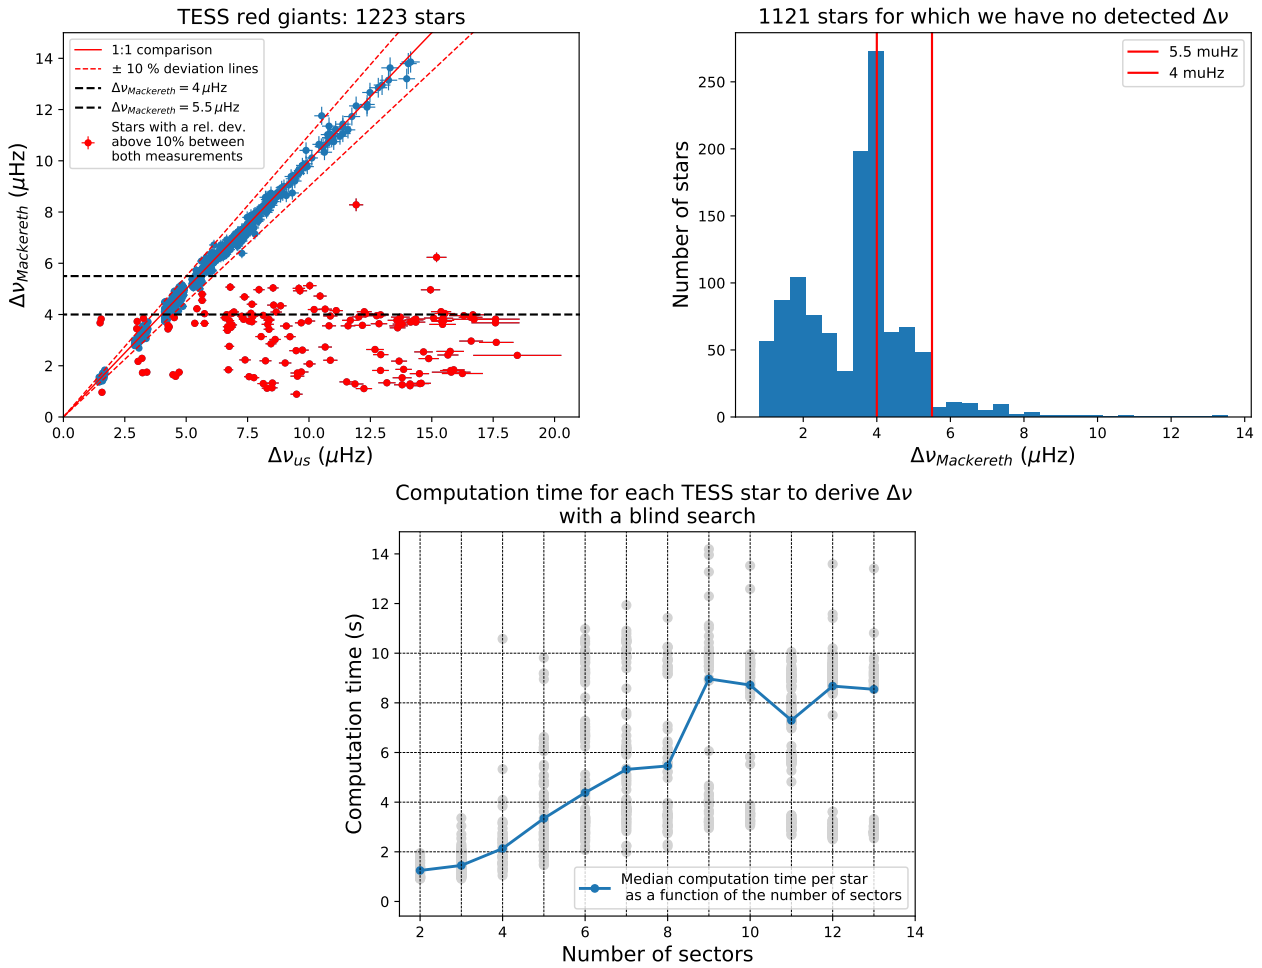 TESS red giants: 1223 stars
1:1 comparison
± 10 % deviation lines
Δν_Mackereth = 4 μHz
Δν_Mackereth = 5.5 μHz
Stars with a rel. dev.
above 10% between
both measurements
Δν_Mackereth (μHz)
14
12
10
8
6
4
2
0
0.0 2.5 5.0 7.5 10.0 12.5 15.0 17.5 20.0
Δν_us (μHz)
1121 stars for which we have no detected Δν
5.5 muHz
4 muHz
Number of stars
250
200
150
100
50
0
2 4 6 8 10 12 14
Δν_Mackereth (μHz)
Computation time for each TESS star to derive Δν
with a blind search
Computation time (s)
14
12
10
8
6
4
2
0
Median computation time per star
as a function of the number of sectors
2 4 6 8 10 12 14
Number of sectors